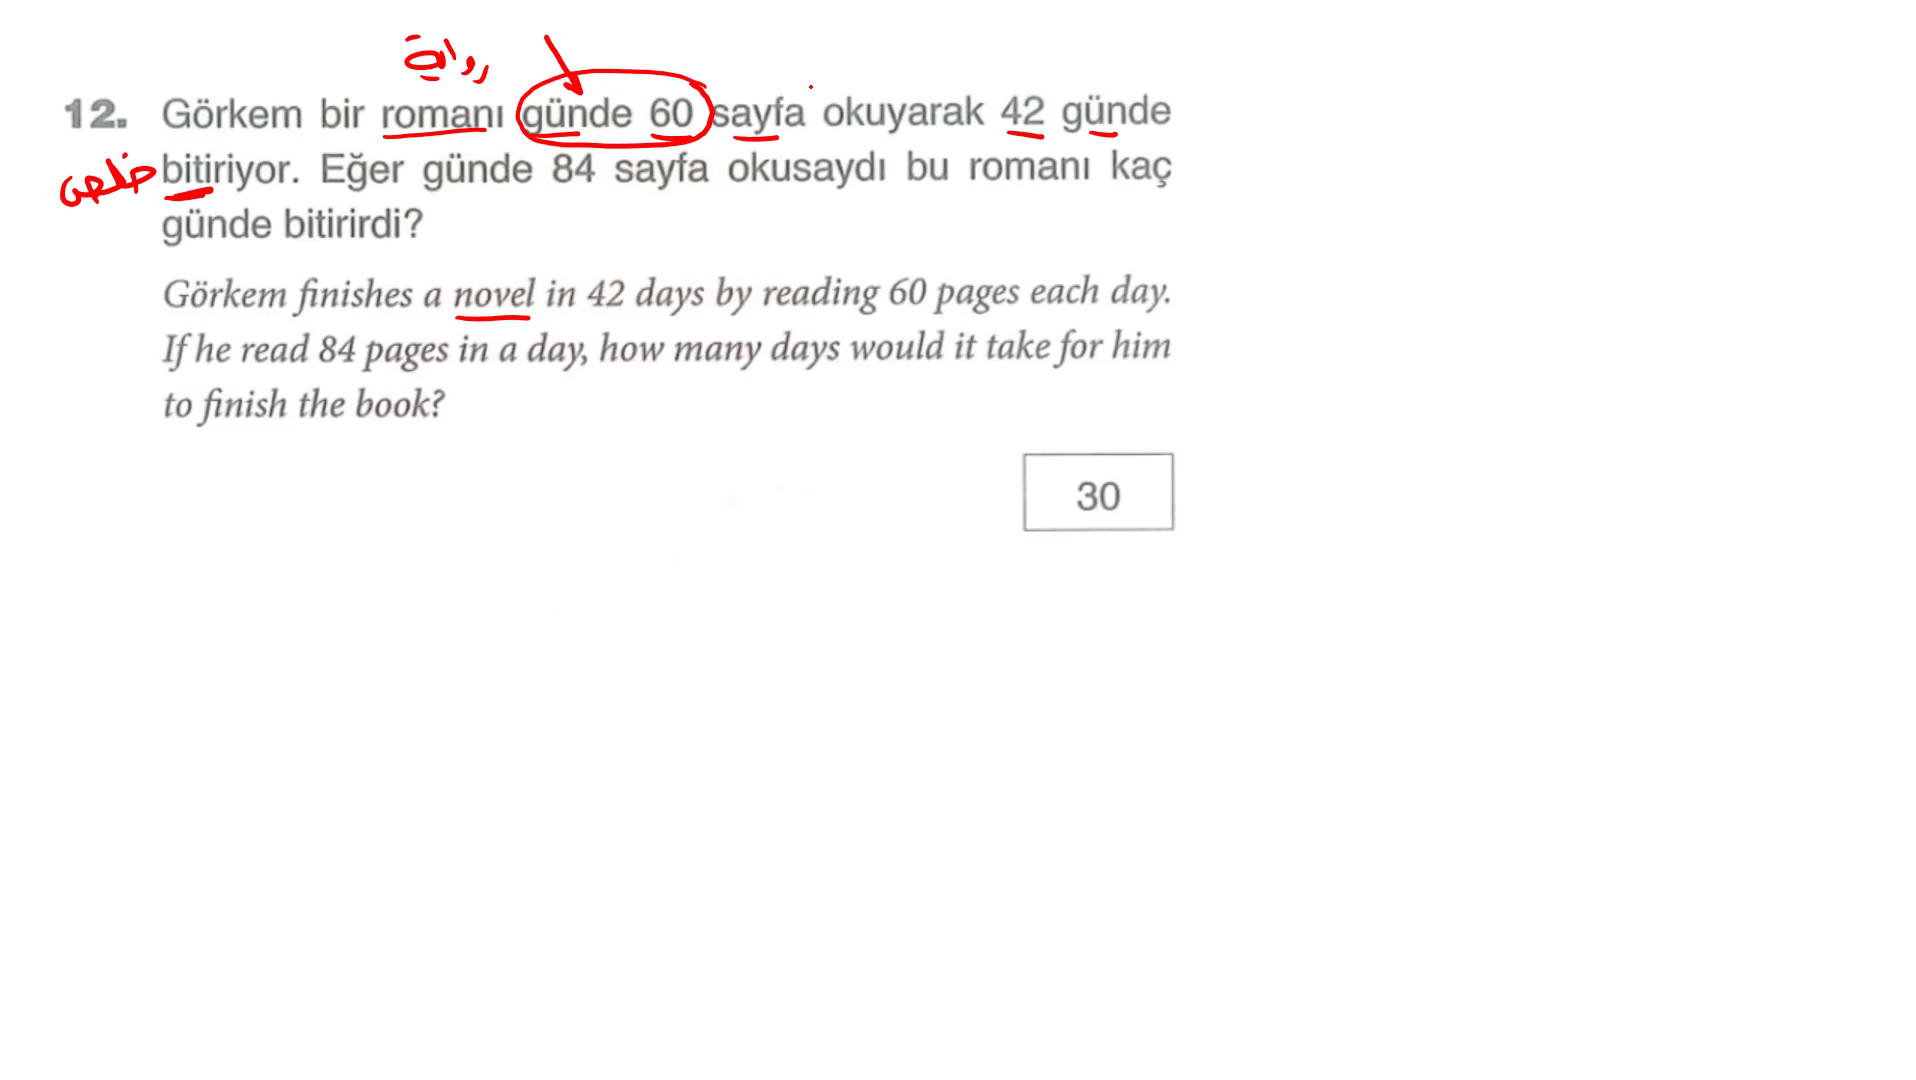 رواية
12. Görkem bir romanı günde 60 sayfa okuyarak 42 günde
خلص bitiriyor. Eğer günde 84 sayfa okusaydı bu romanı kaç
günde bitirirdi?
Görkem finishes a novel in 42 days by reading 60 pages each day.
If he read 84 pages in a day, how many days would it take for him
to finish the book?
30